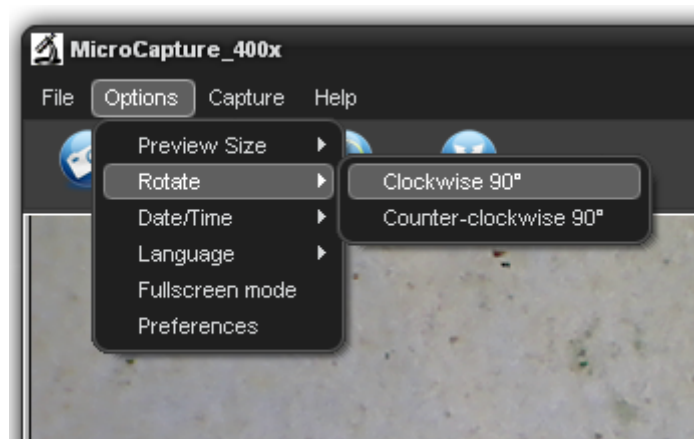 MicroCapture_400x
File Options Capture Help
Preview Size
Rotate
Clockwise 90°
Date/Time
Counter-clockwise 90°
Language
Fullscreen mode
Preferences